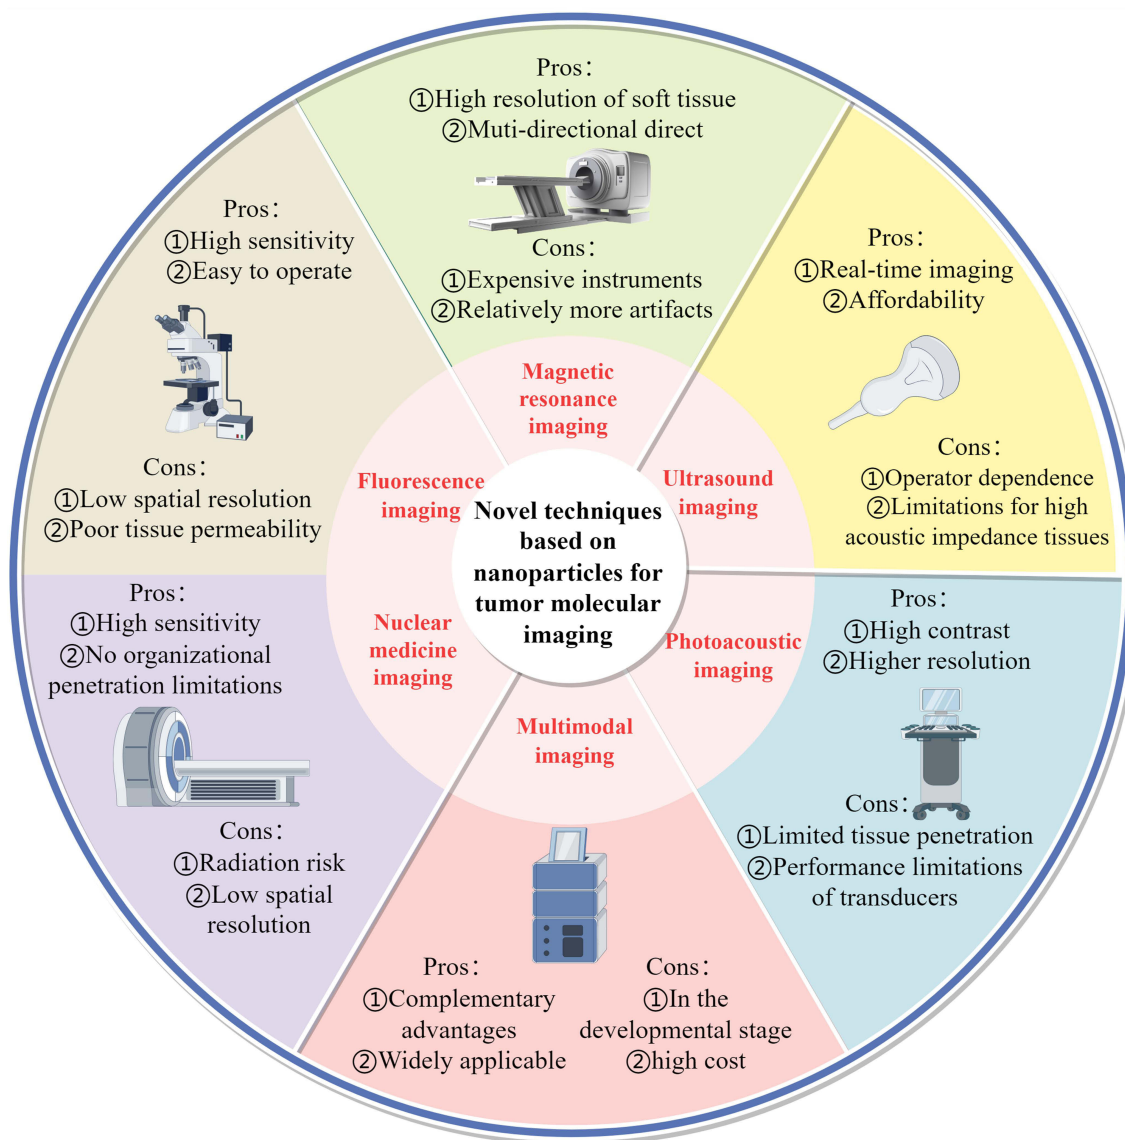 Pros:
①High resolution of soft tissue
②Muti-directional direct
Cons:
①Expensive instruments
②Relatively more artifacts
Magnetic
resonance
imaging
Pros:
①Real-time imaging
②Affordability
Cons:
①Operator dependence
②Limitations for high
acoustic impedance tissues
Ultrasound
imaging
Pros:
①High contrast
②Higher resolution
Cons:
①Limited tissue penetration
②Performance limitations
of transducers
Photoacoustic
imaging
Multimodal
imaging
Pros:
①Complementary
advantages
②Widely applicable
Cons:
①In the
developmental stage
②high cost
Pros:
①High sensitivity
②No organizational
penetration limitations
Cons:
①Radiation risk
②Low spatial
resolution
Nuclear
medicine
imaging
Pros:
①High sensitivity
②Easy to operate
Cons:
①Low spatial resolution
②Poor tissue permeability
Fluorescence
imaging
Novel techniques
based on
nanoparticles for
tumor molecular
imaging